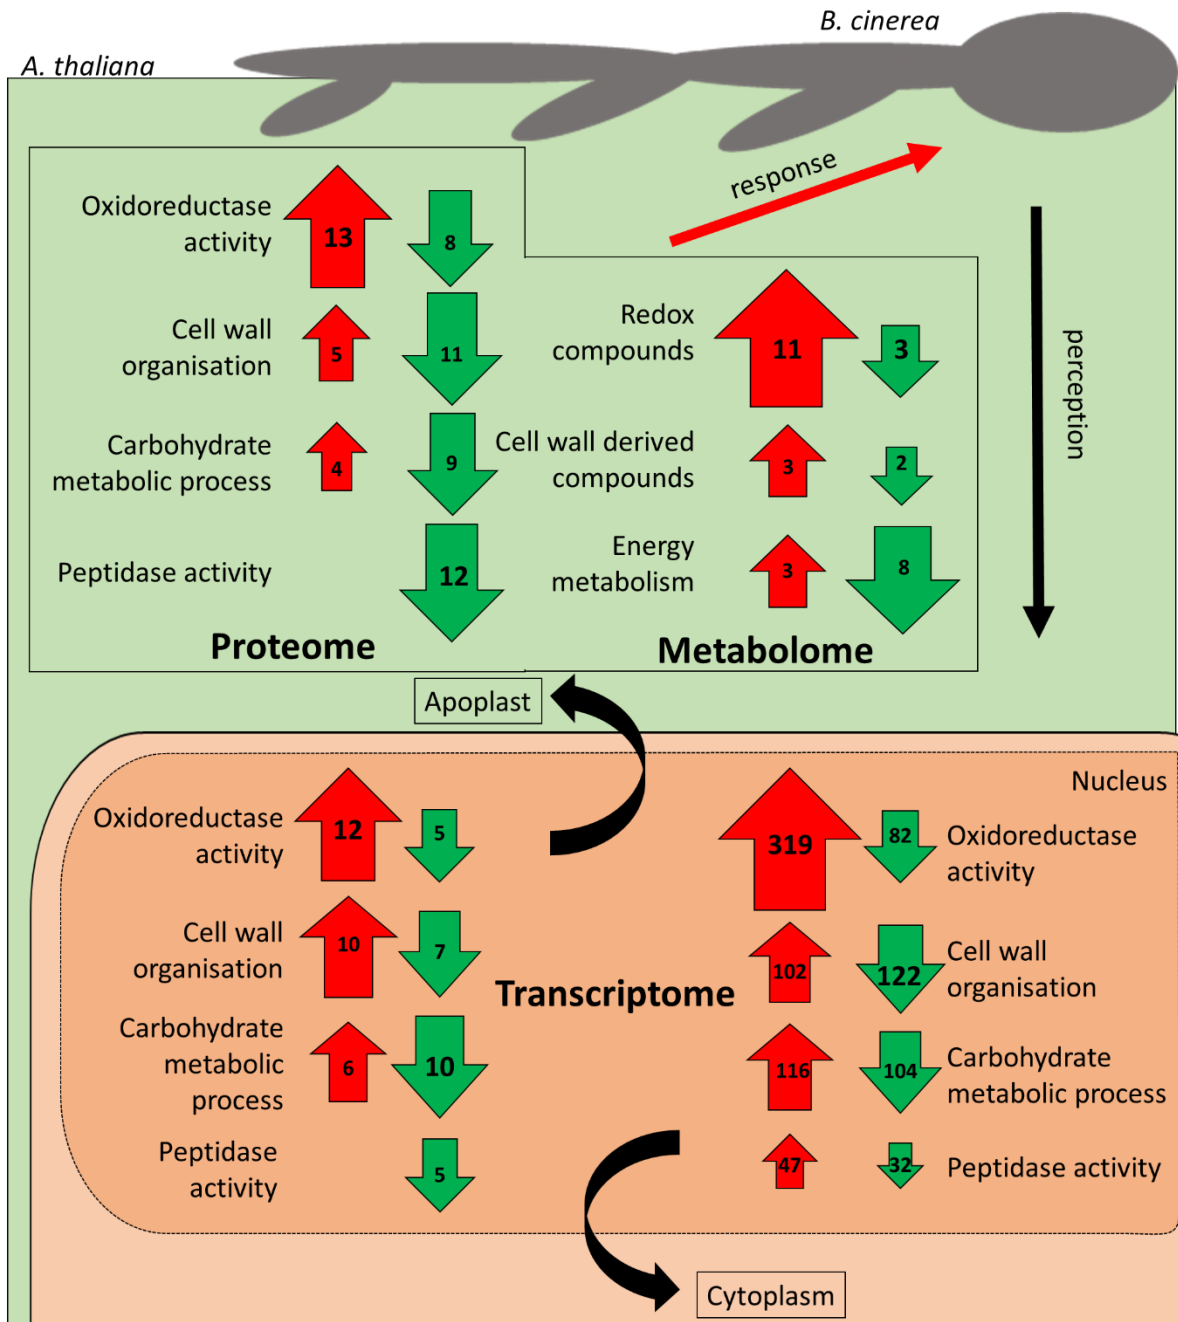 B. cinerea
A. thaliana
response
perception
Oxidoreductase
activity
13
8
Cell wall
organisation
5
11
Carbohydrate
metabolic process
4
9
Peptidase activity
12
Proteome
Redox
compounds
11
3
Cell wall derived
compounds
3
2
Energy
metabolism
3
8
Metabolome
Apoplast
Nucleus
Oxidoreductase
activity
12
5
Cell wall
organisation
10
7
Carbohydrate
metabolic
process
6
10
Peptidase
activity
5
Transcriptome
319
82
Oxidoreductase
activity
102
122
Cell wall
organisation
116
104
Carbohydrate
metabolic process
47
32
Peptidase activity
Cytoplasm